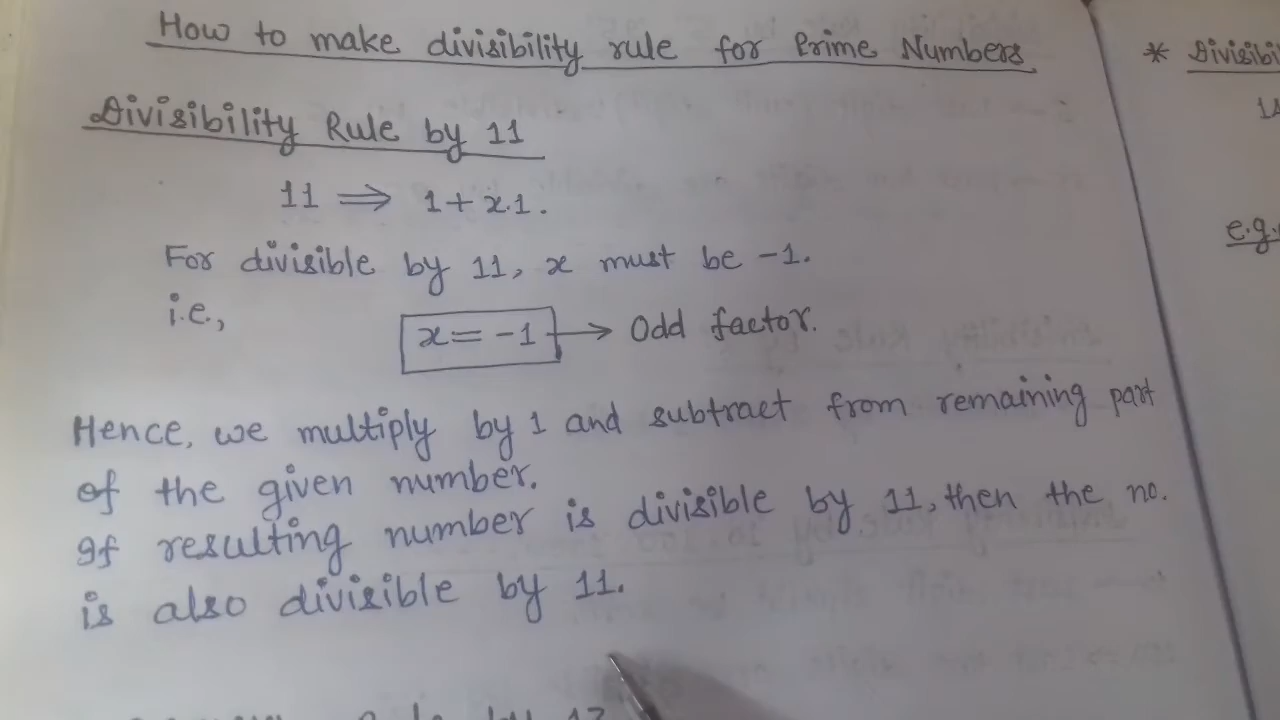 How to make divisibility rule for Prime Numbers
Divisibility Rule by 11
11 ⟹ 1 + x.1.
For divisible by 11, x must be -1.
i.e.,
x = -1 → Odd factor.
Hence, we multiply by 1 and subtract from remaining part
of the given number.
If resulting number is divisible by 11, then the no.
is also divisible by 11.
* Divisibi
e.g.